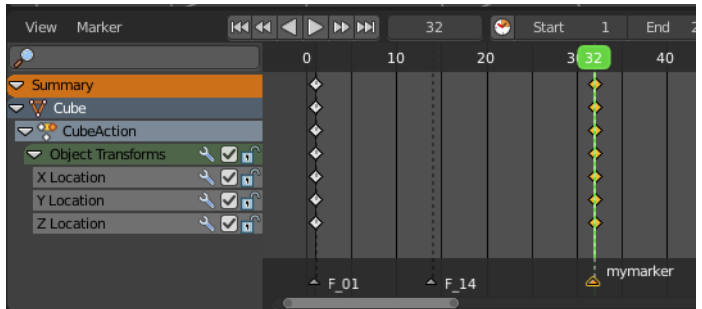 View Marker 32 Start 1 End
0 10 20 32 40
Summary
Cube
CubeAction
Object Transforms
X Location
Y Location
Z Location
F_01 F_14 mymarker